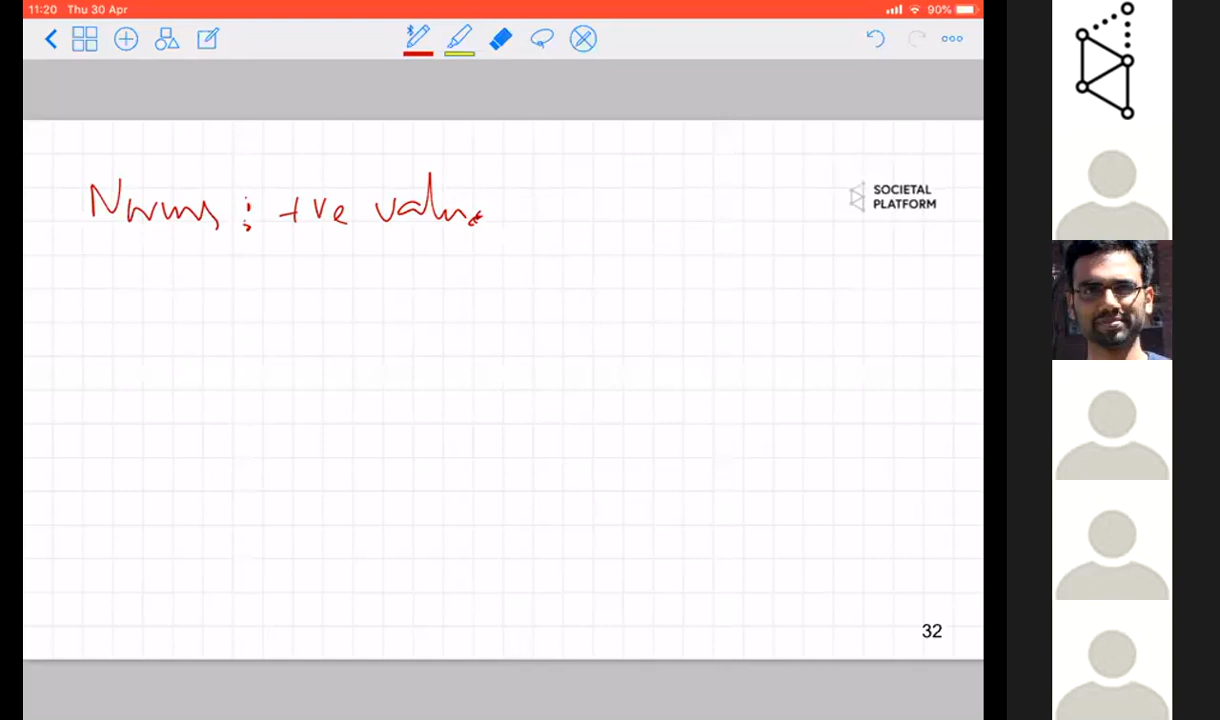 11:20 Thu 30 Apr 90%
Norms : +ve value
SOCIETAL
PLATFORM
32